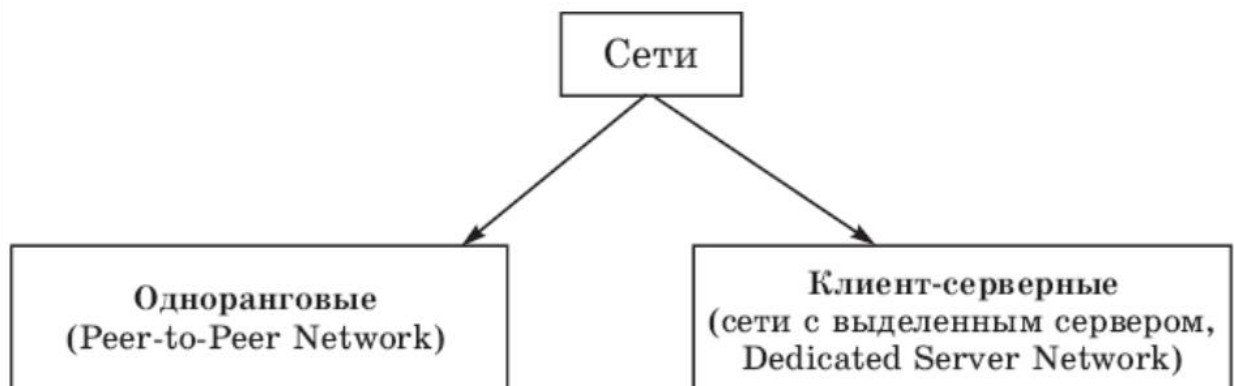 Сети
Одноранговые
(Peer-to-Peer Network)
Клиент-серверные
(сети с выделенным сервером,
Dedicated Server Network)